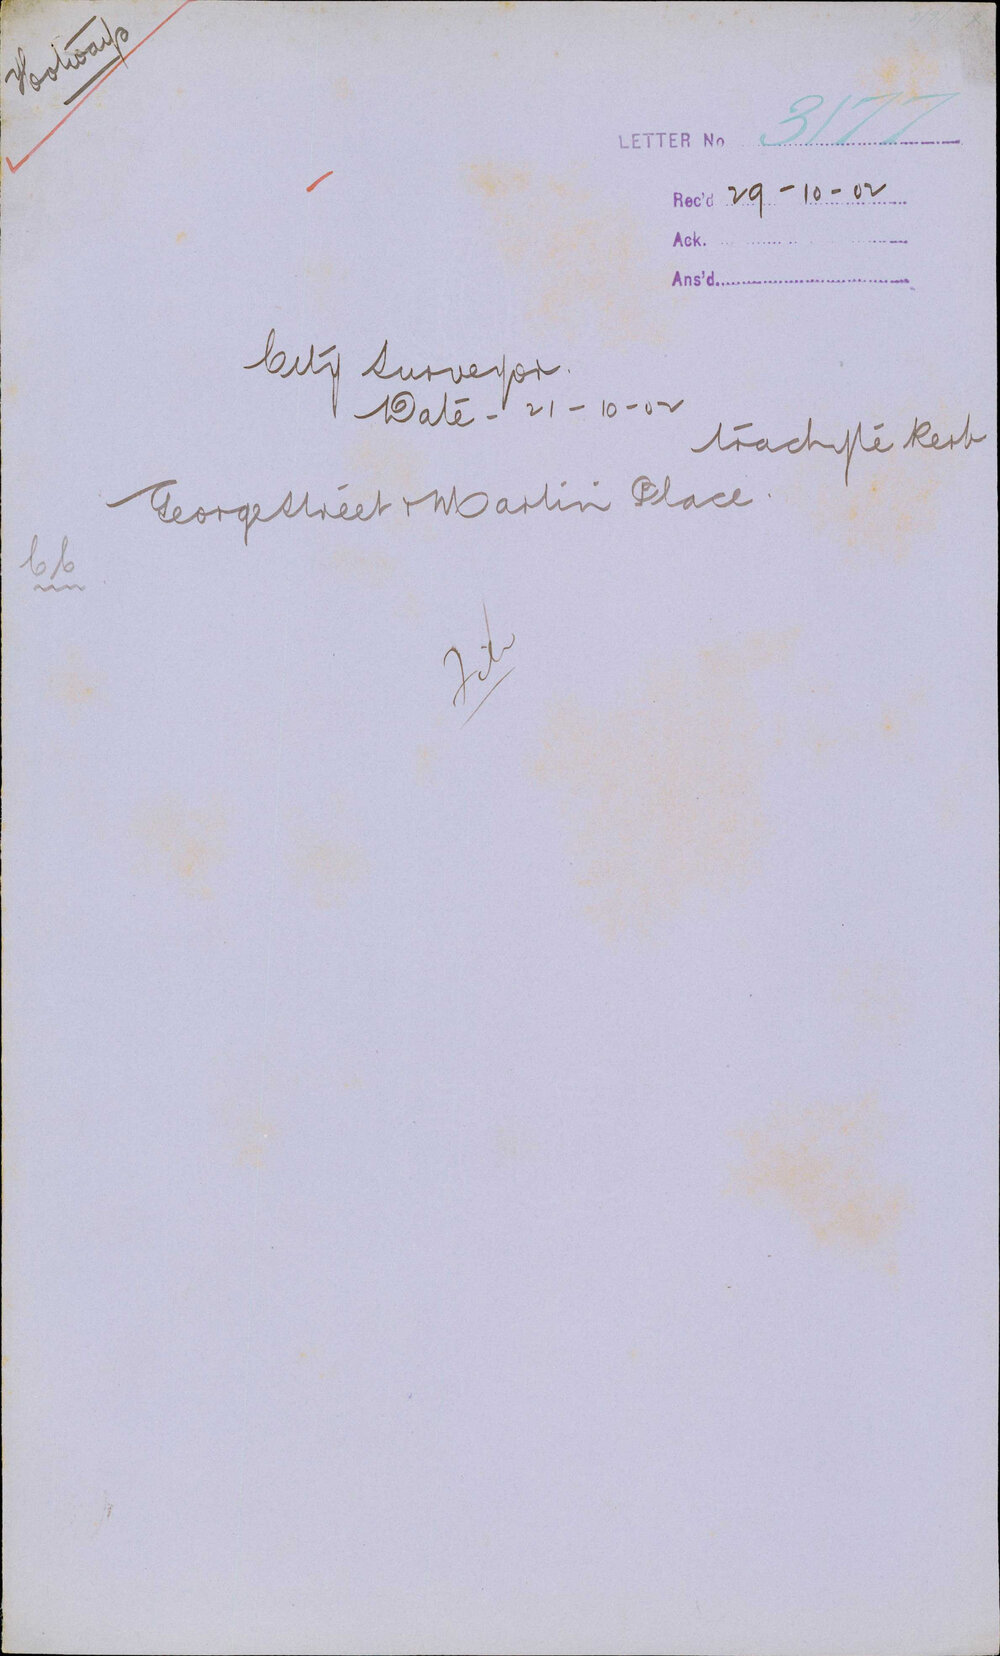 Footways
LETTER No 3177
Rec'd 29-10-02
Ack.
Ans'd.
City Surveyor.
Date - 21-10-02
Trachyte Kerb
George Street & Martin Place.
File